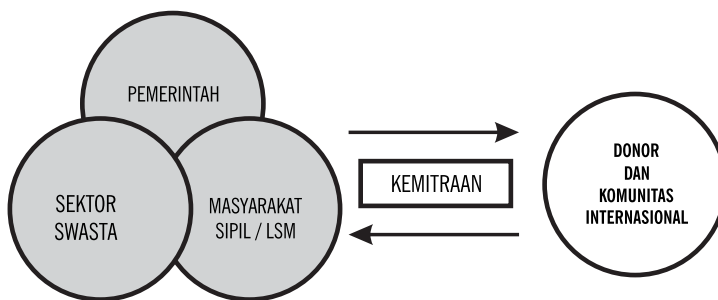 PEMERINTAH
SEKTOR
SWASTA
MASYARAKAT
SIPIL / LSM
KEMITRAAN
DONOR
DAN
KOMUNITAS
INTERNASIONAL